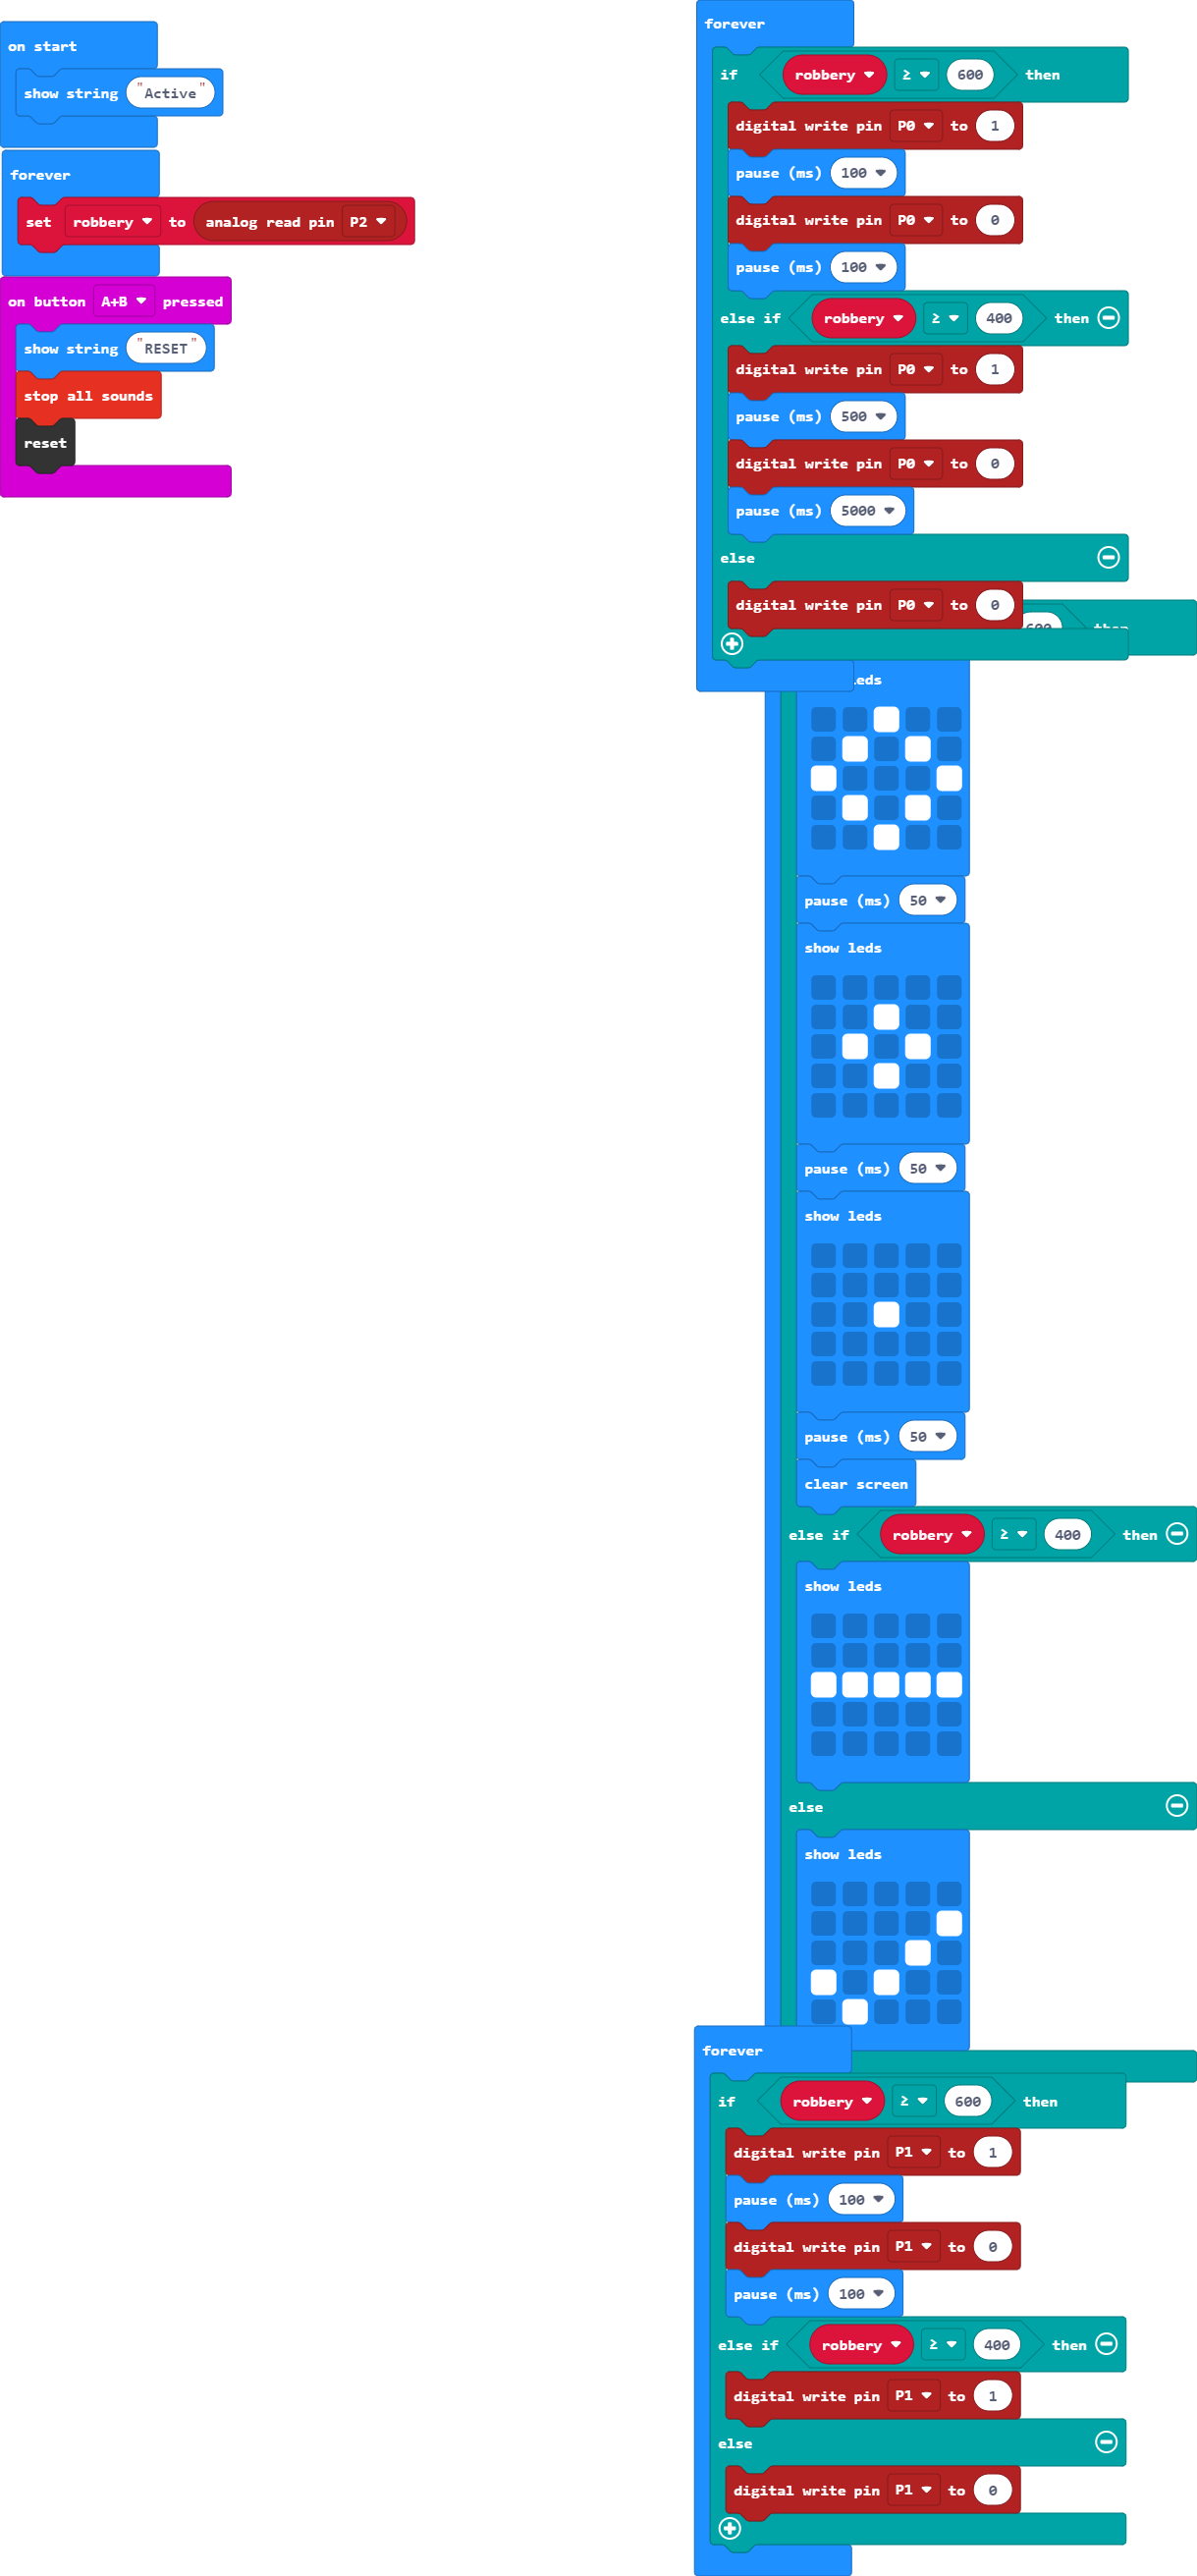 on start
show string "Active"
forever
set robbery to analog read pin P2
on button A+B pressed
show string "RESET"
stop all sounds
reset
forever
if robbery ≥ 600 then
digital write pin P0 to 1
pause (ms) 100
digital write pin P0 to 0
pause (ms) 100
else if robbery ≥ 400 then
digital write pin P0 to 1
pause (ms) 500
digital write pin P0 to 0
pause (ms) 5000
else
digital write pin P0 to 0
600 then
leds
pause (ms) 50
show leds
pause (ms) 50
show leds
pause (ms) 50
clear screen
else if robbery ≥ 400 then
show leds
else
show leds
forever
if robbery ≥ 600 then
digital write pin P1 to 1
pause (ms) 100
digital write pin P1 to 0
pause (ms) 100
else if robbery ≥ 400 then
digital write pin P1 to 1
else
digital write pin P1 to 0